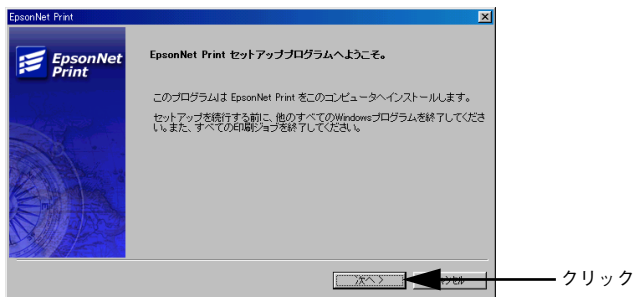 EpsonNet Print
EpsonNet
Print
EpsonNet Print セットアッププログラムへようこそ。
このプログラムは EpsonNet Print をこのコンピュータへインストールします。
セットアップを続行する前に、他のすべてのWindowsプログラムを終了してくださ
い。また、すべての印刷ジョブを終了してください。
次へ >
クリック